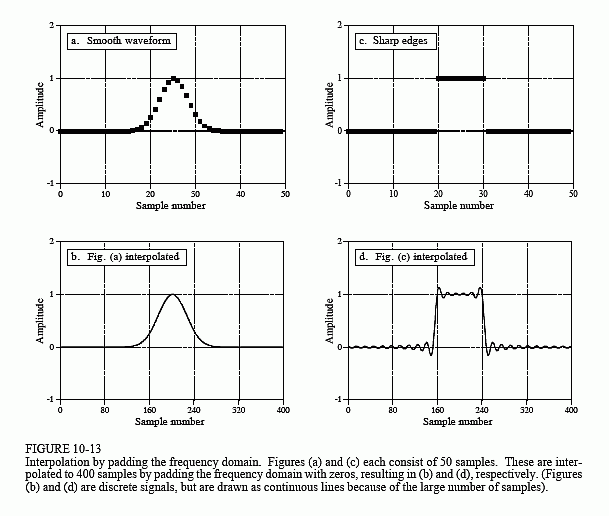 a. Smooth waveform
2
1
0
-1
Amplitude
0 10 20 30 40 50
Sample number
c. Sharp edges
2
1
0
-1
Amplitude
0 10 20 30 40 50
Sample number
b. Fig. (a) interpolated
2
1
0
-1
Amplitude
0 80 160 240 320 400
Sample number
d. Fig. (c) interpolated
2
1
0
-1
Amplitude
0 80 160 240 320 400
Sample number
FIGURE 10-13
Interpolation by padding the frequency domain. Figures (a) and (c) each consist of 50 samples. These are inter-
polated to 400 samples by padding the frequency domain with zeros, resulting in (b) and (d), respectively. (Figures
(b) and (d) are discrete signals, but are drawn as continuous lines because of the large number of samples).